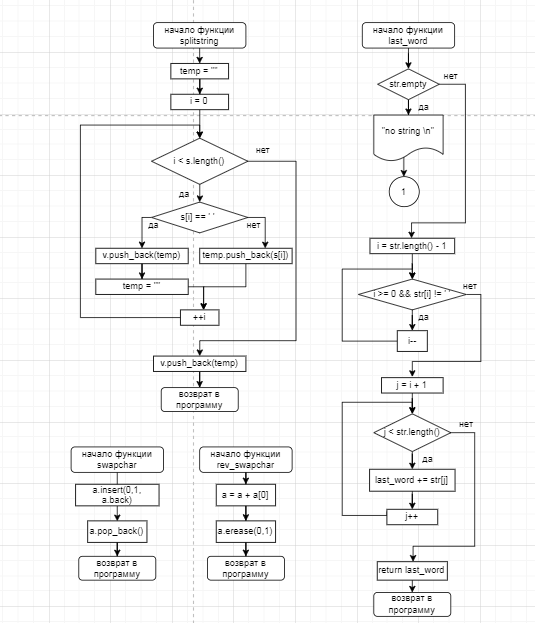 начало функции
splitstring
temp = ""
i = 0
i < s.length()
нет
да
s[i] == ' '
да
нет
v.push_back(temp)
temp.push_back(s[i])
temp = ""
++i
v.push_back(temp)
возврат в
программу
начало функции
last_word
str.empty
нет
да
"no string \n"
1
i = str.length() - 1
i >= 0 && str[i] != ' '
нет
да
i--
j = i + 1
j < str.length()
нет
да
last_word += str[j]
j++
return last_word
возврат в
программу
начало функции
swapchar
a.insert(0,1,
a.back)
a.pop_back()
возврат в
программу
начало функции
rev_swapchar
a = a + a[0]
a.erease(0,1)
возврат в
программу